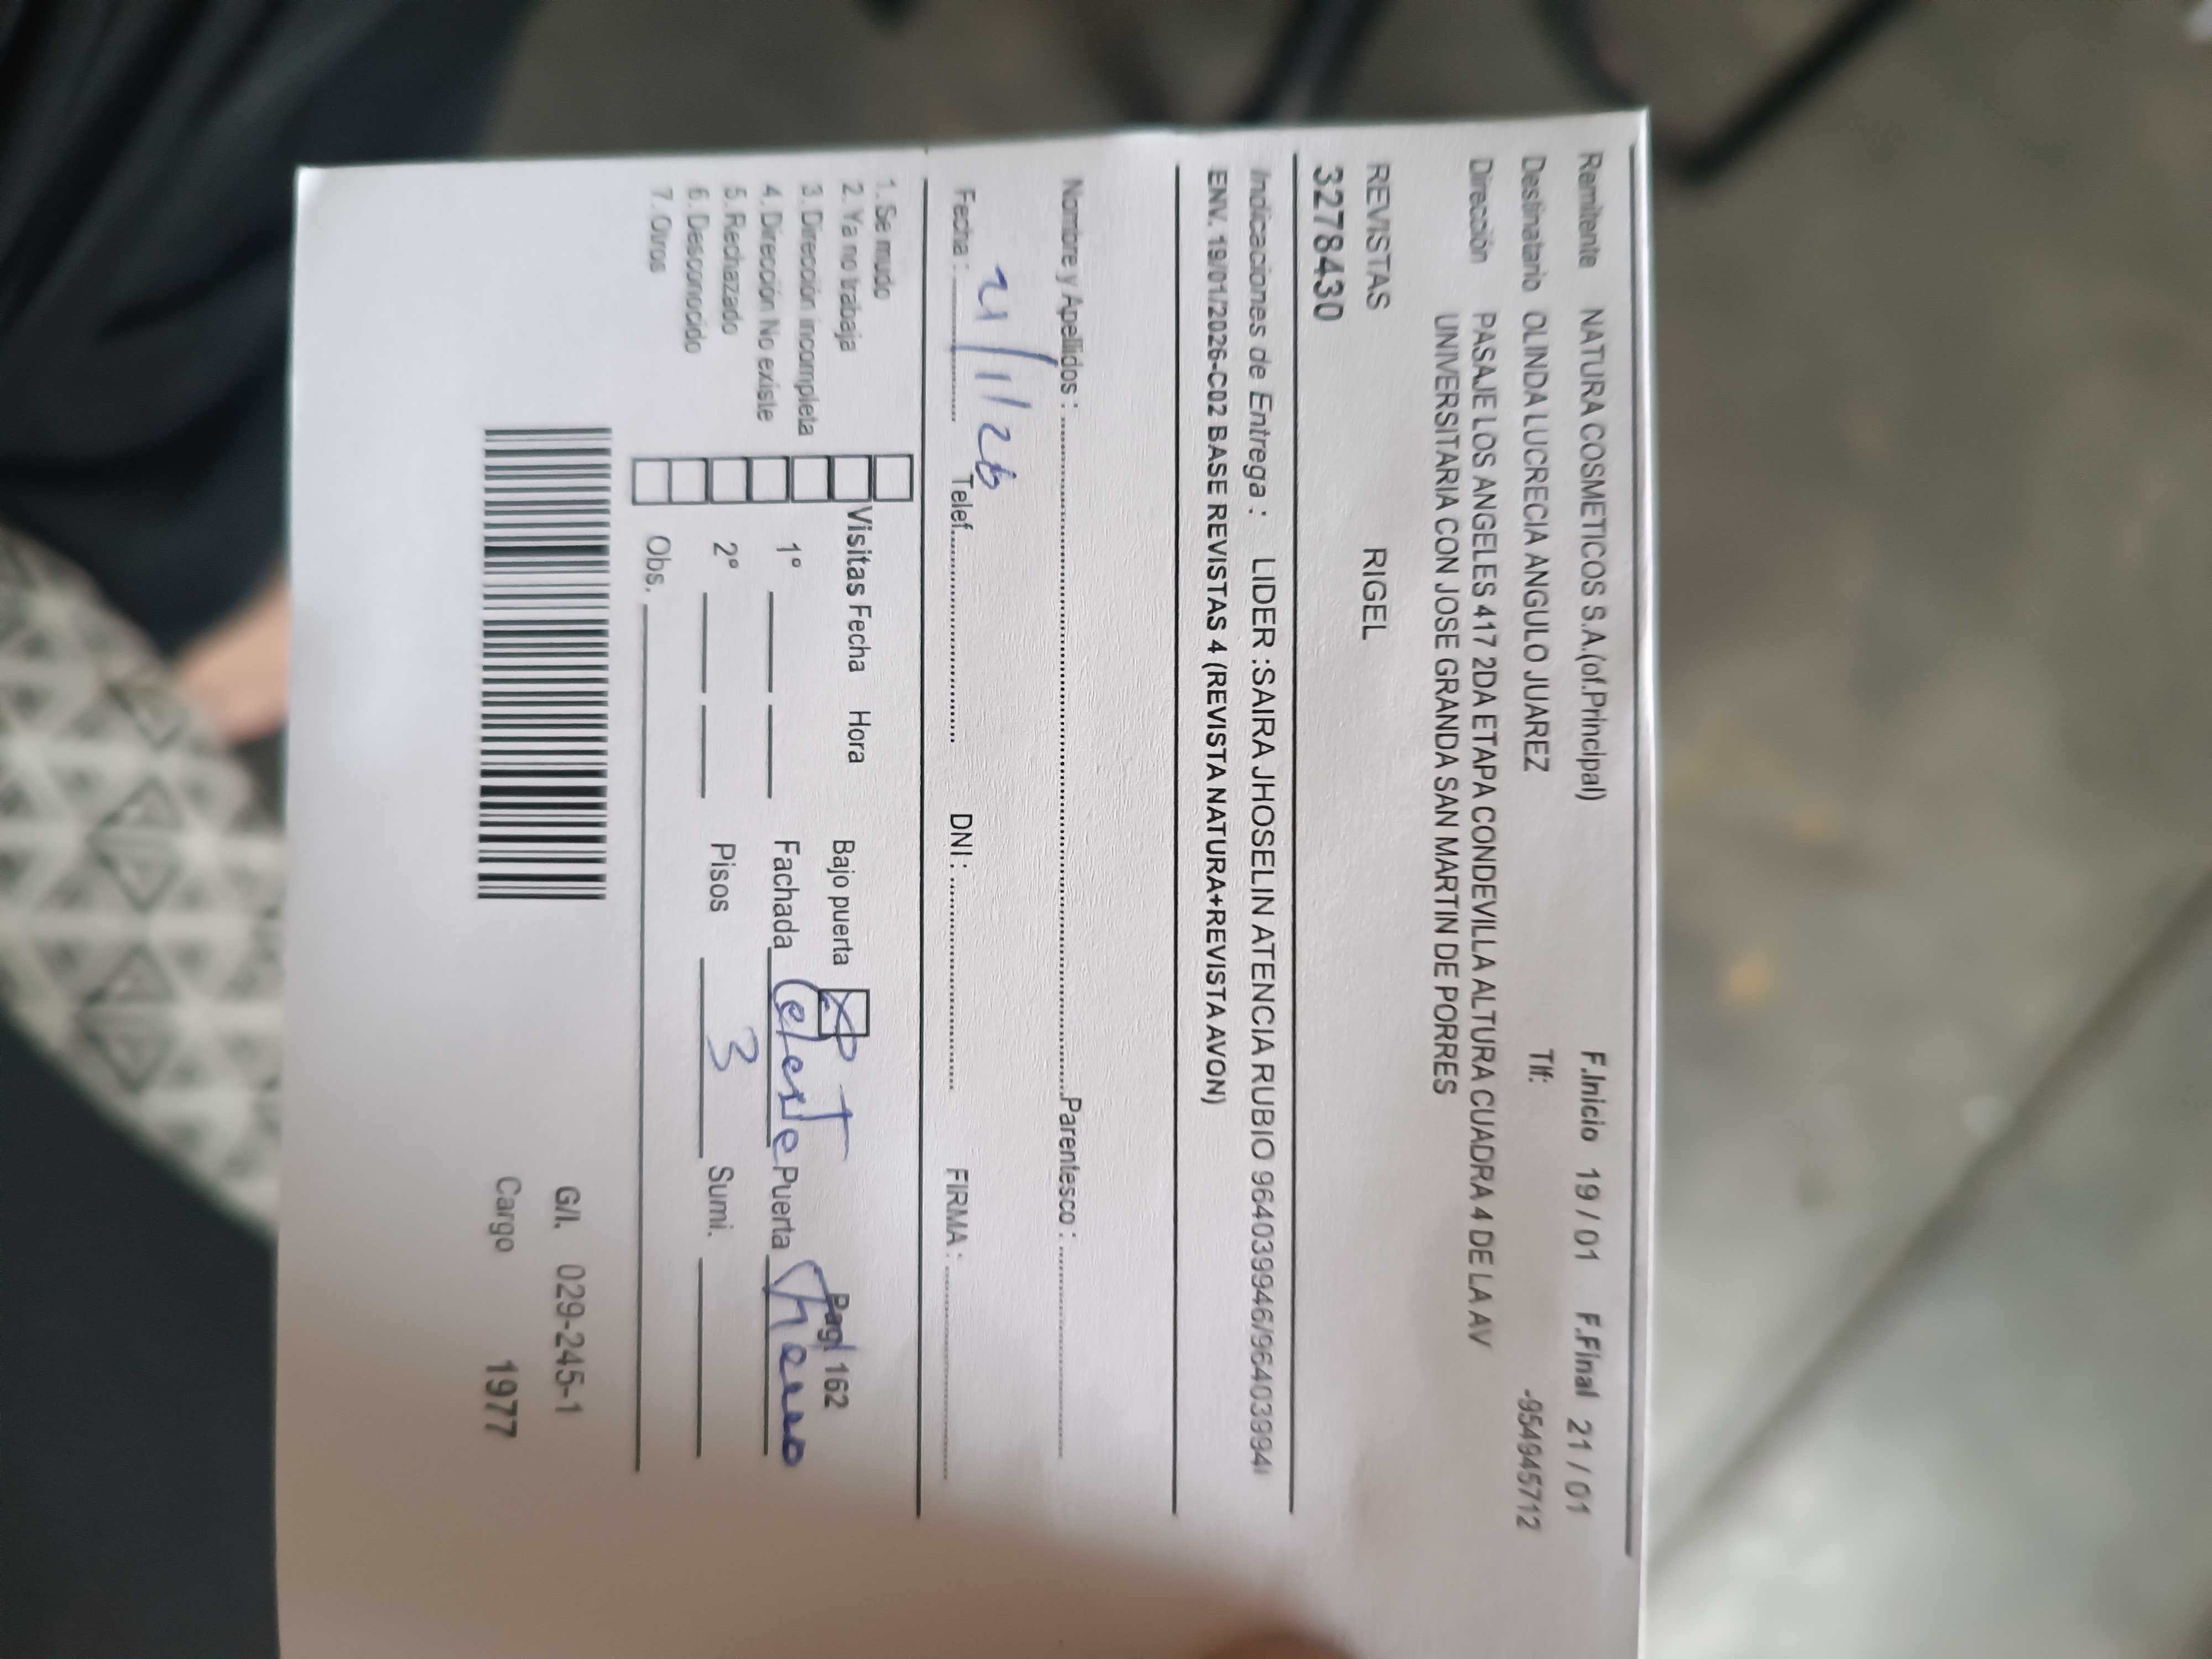 Remitente NATURA COSMETICOS S.A.(of.Principal) F.Inicio 19 / 01 F.Final 21 / 01
Destinatario OLINDA LUCRECIA ANGULO JUAREZ Tlf: -954945712
Dirección PASAJE LOS ANGELES 417 2DA ETAPA CONDEVILLA ALTURA CUADRA 4 DE LA AV
UNIVERSITARIA CON JOSE GRANDA SAN MARTIN DE PORRES
REVISTAS RIGEL
3278430
Indicaciones de Entrega : LIDER :SAIRA JHOSELIN ATENCIA RUBIO 964039946/96403994
ENV. 19/01/2026-C02 BASE REVISTAS 4 (REVISTA NATURA+REVISTA AVON)
Nombre y Apellidos : Parentesco :
21/1/26
Fecha : Telef. DNI : FIRMA :
1. Se mudo
2. Ya no trabaja Visitas Fecha Hora Bajo puerta X P T Pag/ 162
3. Dirección incompleta
4. Dirección No existe 1° Fachada Celeste Puerta
5. Rechazado 2° Pisos 3 Sumi.
6. Desconocido
7. Otros Obs.
G/I. 029-245-1
Cargo 1977